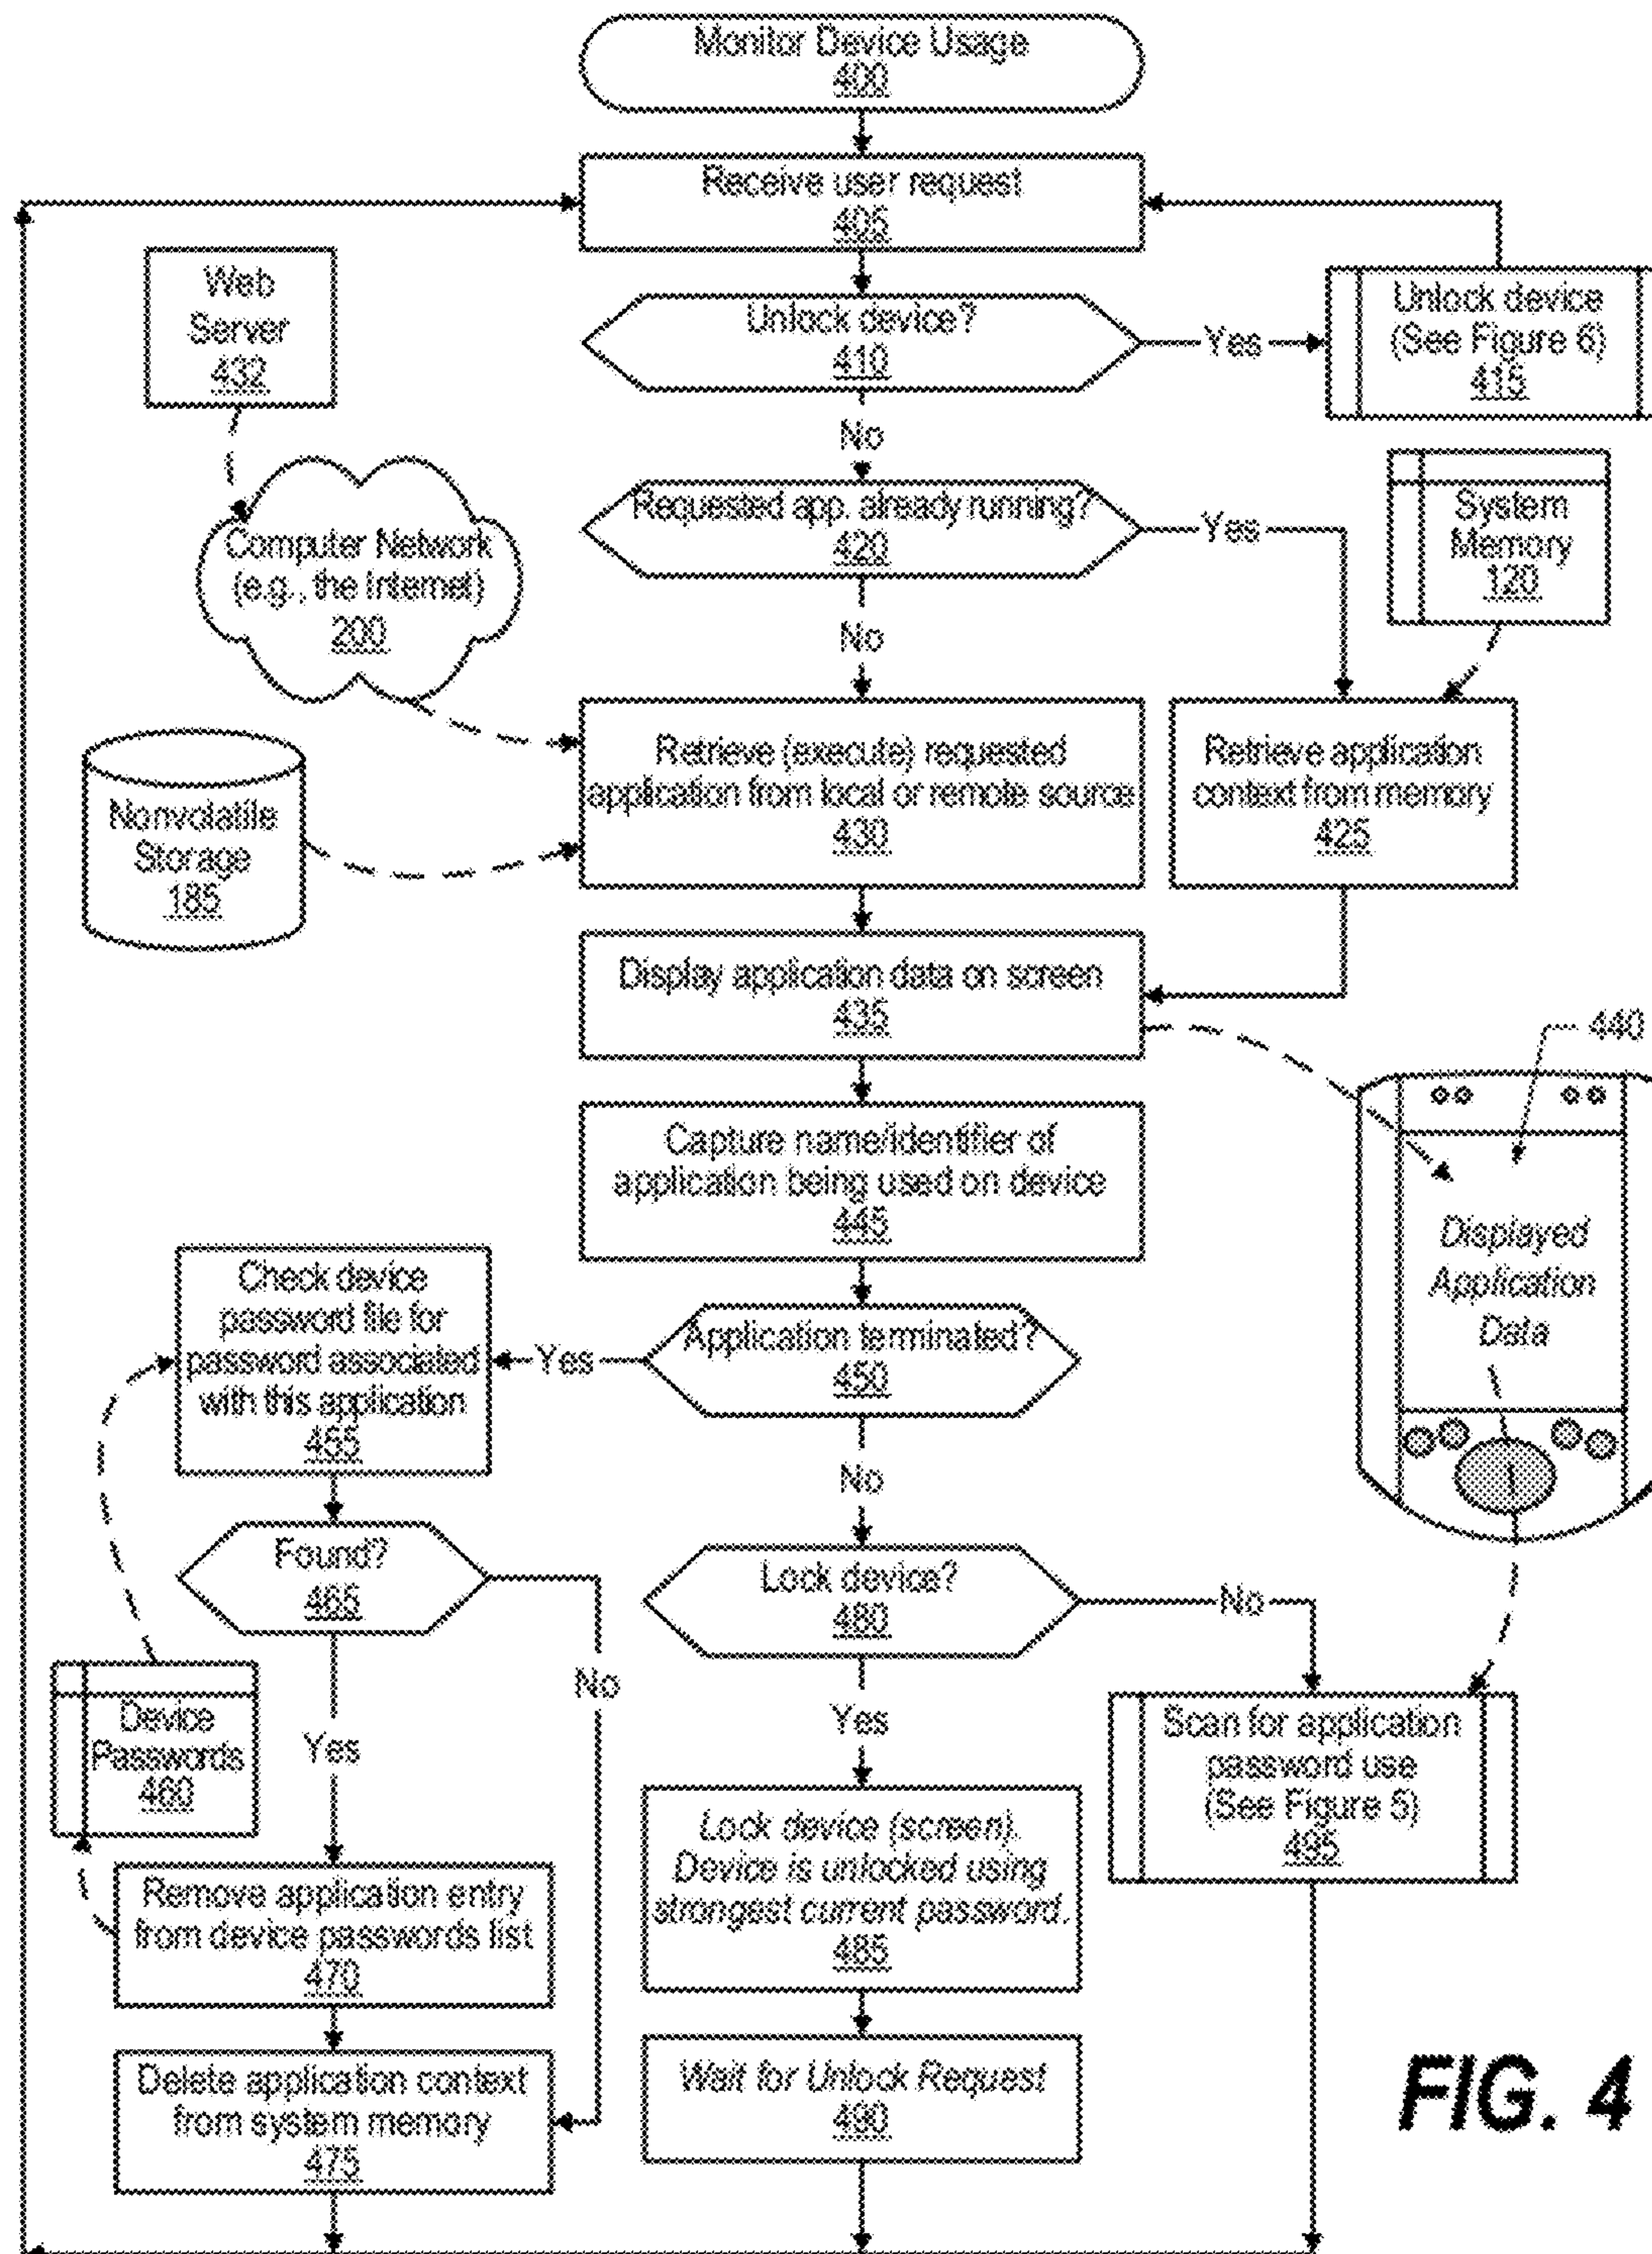 Monitor Device Usage
400
Receive user request
405
Web
Server
432
Unlock device?
410
Yes
Unlock device
(See Figure 6)
415
No
Computer Network
(e.g., the Internet)
200
Requested app. already running?
420
Yes
System
Memory
120
No
Nonvolatile
Storage
185
Retrieve (execute) requested
application from local or remote source
430
Retrieve application
context from memory
425
Display application data on screen
435
440
Capture name/identifier of
application being used on device
445
Displayed
Application
Data
Check device
password file for
password associated
with this application
455
Yes
Application terminated?
450
No
Found?
465
Lock device?
480
No
No
Device
Passwords
460
Yes
Yes
Scan for application
password use
(See Figure 5)
495
Lock device (screen).
Device is unlocked using
strongest current password.
485
Remove application entry
from device passwords list
470
Wait for Unlock Request
490
Delete application context
from system memory
475
FIG. 4